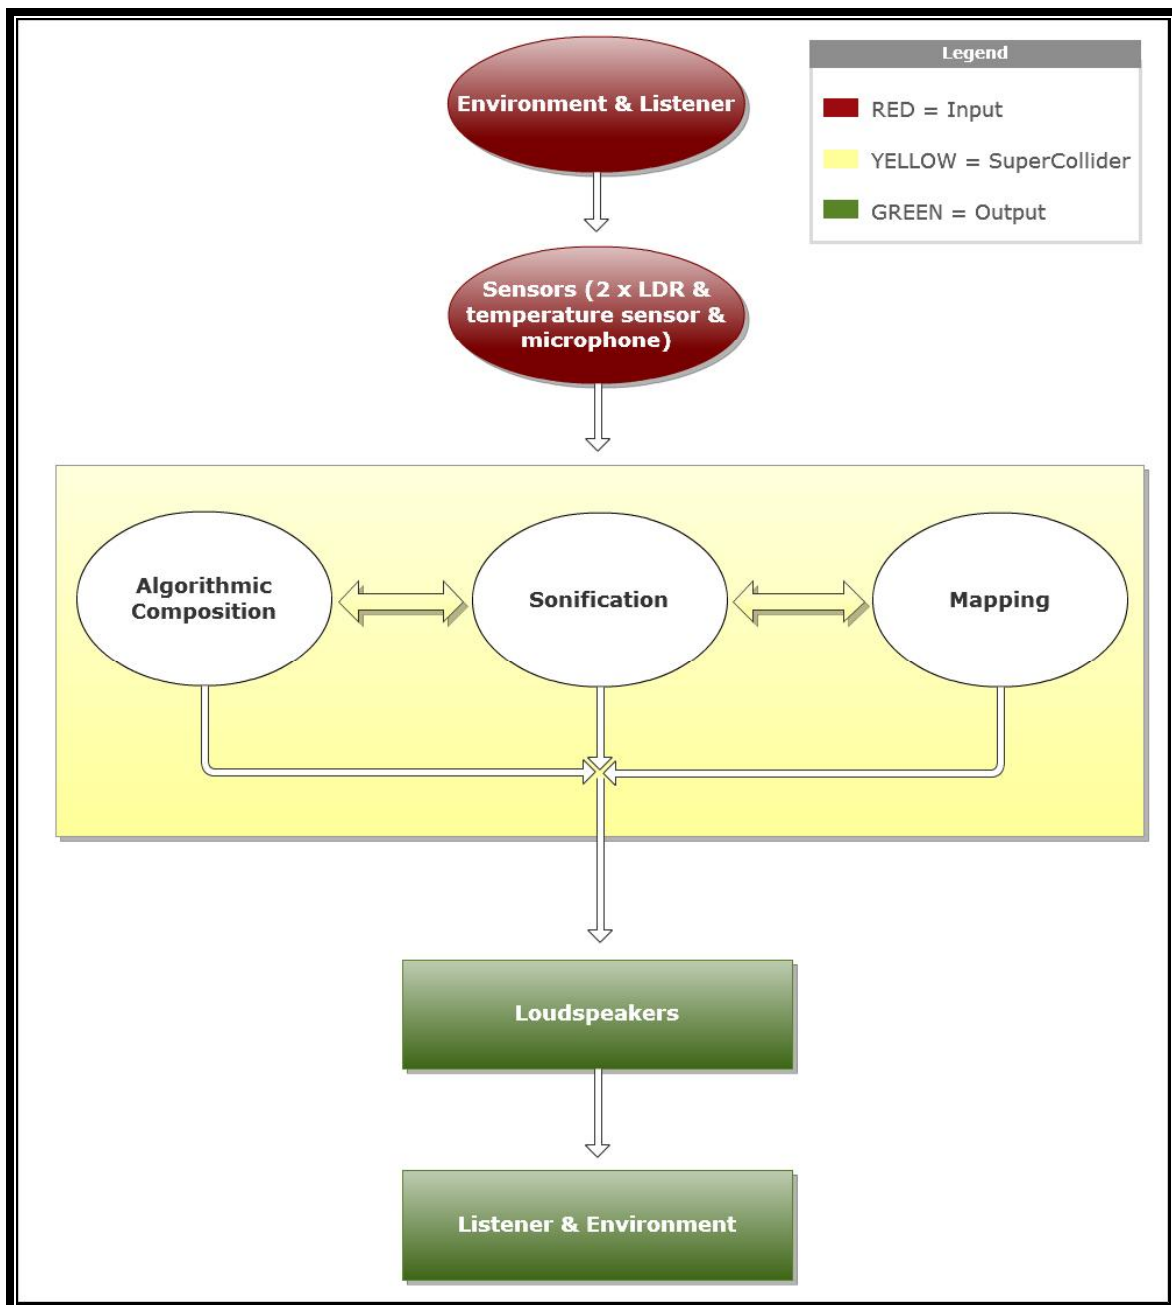 Environment & Listener
Legend
RED = Input
YELLOW = SuperCollider
GREEN = Output
Sensors (2 x LDR &
temperature sensor &
microphone)
Algorithmic
Composition
Sonification
Mapping
Loudspeakers
Listener & Environment